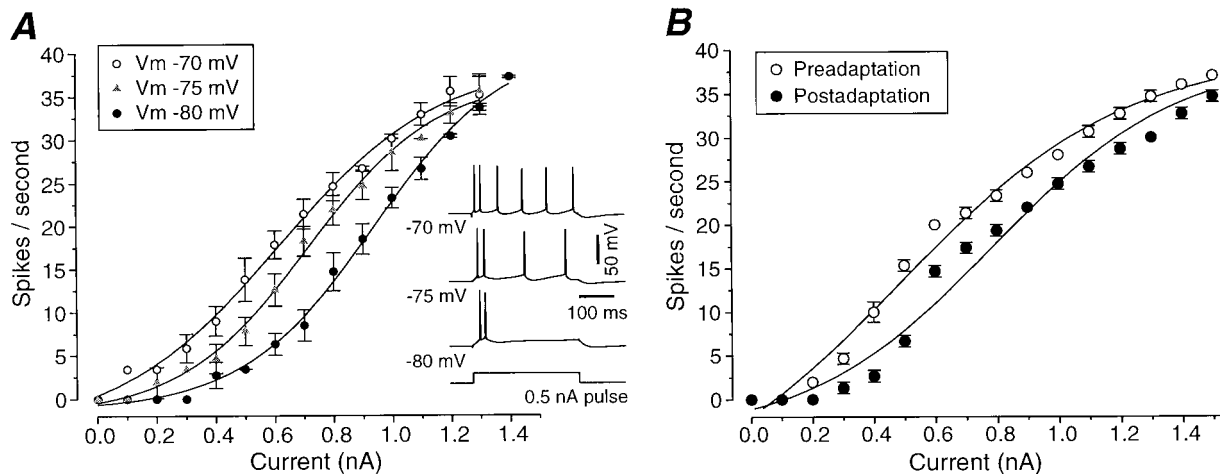 A
Vm -70 mV
Vm -75 mV
Vm -80 mV
Spikes / second
40
35
30
25
20
15
10
5
0
0.0 0.2 0.4 0.6 0.8 1.0 1.2 1.4
Current (nA)
-70 mV
50 mV
-75 mV
100 ms
-80 mV
0.5 nA pulse
B
Preadaptation
Postadaptation
Spikes / second
40
35
30
25
20
15
10
5
0
0.0 0.2 0.4 0.6 0.8 1.0 1.2 1.4
Current (nA)